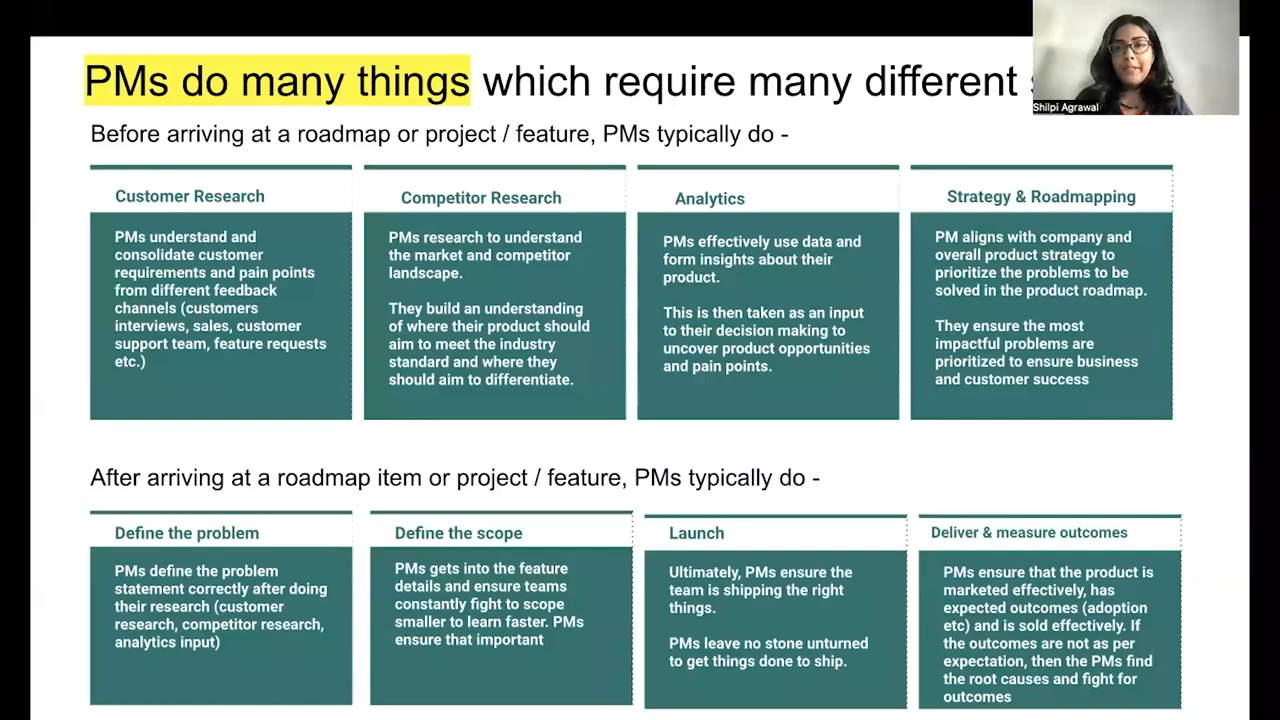 PMs do many things which require many different
Shilpi Agrawal
Before arriving at a roadmap or project / feature, PMs typically do -
Customer Research
PMs understand and
consolidate customer
requirements and pain points
from different feedback
channels (customers
interviews, sales, customer
support team, feature requests
etc.)
Competitor Research
PMs research to understand
the market and competitor
landscape.
They build an understanding
of where their product should
aim to meet the industry
standard and where they
should aim to differentiate.
Analytics
PMs effectively use data and
form insights about their
product.
This is then taken as an input
to their decision making to
uncover product opportunities
and pain points.
Strategy & Roadmapping
PM aligns with company and
overall product strategy to
prioritize the problems to be
solved in the product roadmap.
They ensure the most
impactful problems are
prioritized to ensure business
and customer success
After arriving at a roadmap item or project / feature, PMs typically do -
Define the problem
PMs define the problem
statement correctly after doing
their research (customer
research, competitor research,
analytics input)
Define the scope
PMs gets into the feature
details and ensure teams
constantly fight to scope
smaller to learn faster. PMs
ensure that important
Launch
Ultimately, PMs ensure the
team is shipping the right
things.
PMs leave no stone unturned
to get things done to ship.
Deliver & measure outcomes
PMs ensure that the product is
marketed effectively, has
expected outcomes (adoption
etc) and is sold effectively. If
the outcomes are not as per
expectation, then the PMs find
the root causes and fight for
outcomes